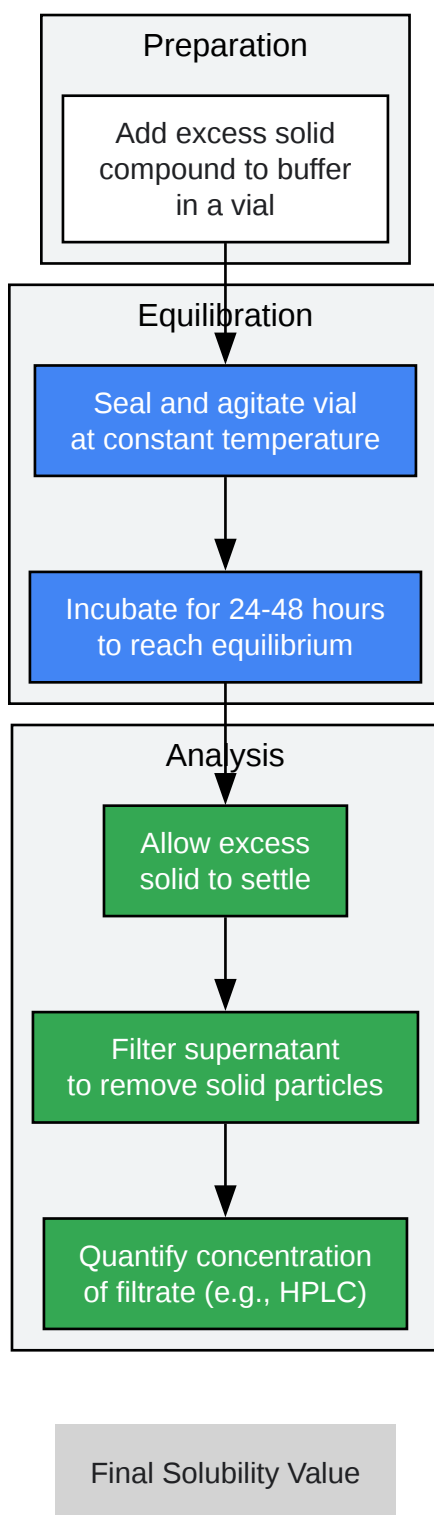 Preparation
Add excess solid
compound to buffer
in a vial
Equilibration
Seal and agitate vial
at constant temperature
Incubate for 24-48 hours
to reach equilibrium
Analysis
Allow excess
solid to settle
Filter supernatant
to remove solid particles
Quantify concentration
of filtrate (e.g., HPLC)
Final Solubility Value